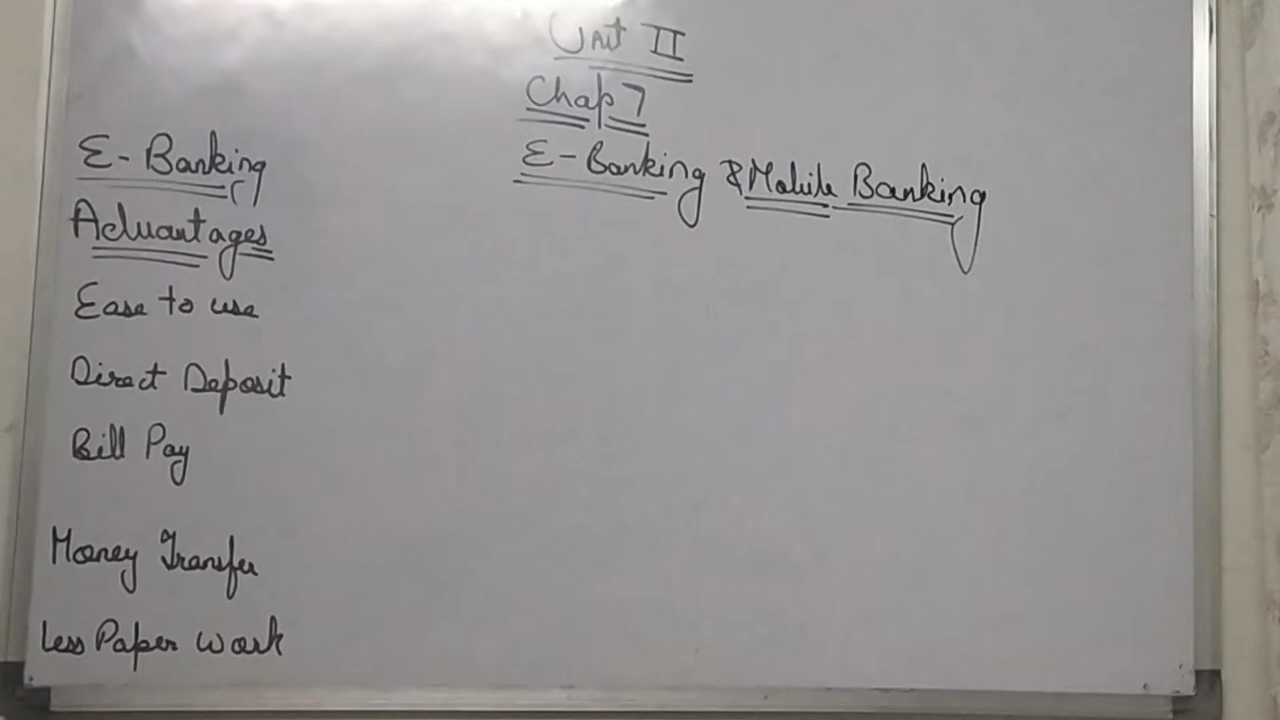 Unit II
Chap 7
E-Banking & Mobile Banking
E-Banking
Advantages
Ease to use
Direct Deposit
Bill Pay
Money Transfer
Less Paper Work